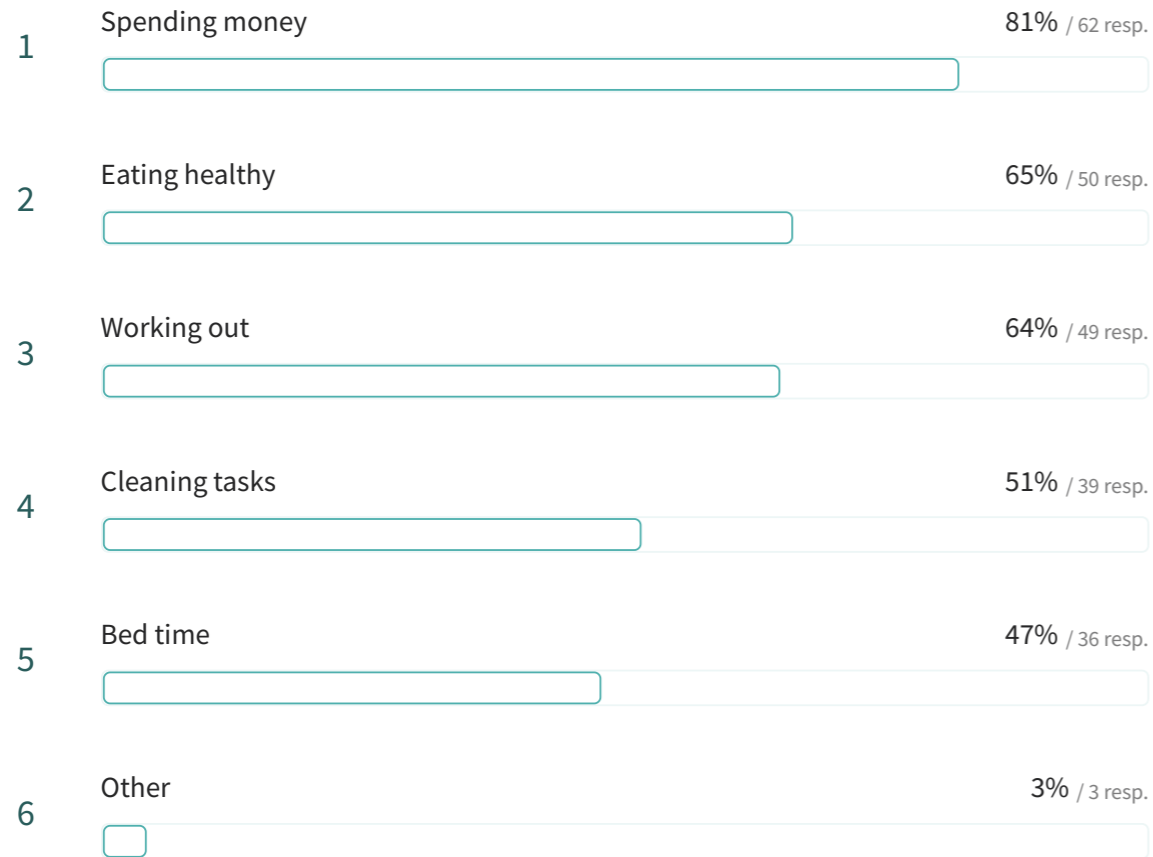 1
Spending money 81% / 62 resp.
2
Eating healthy 65% / 50 resp.
3
Working out 64% / 49 resp.
4
Cleaning tasks 51% / 39 resp.
5
Bed time 47% / 36 resp.
6
Other 3% / 3 resp.